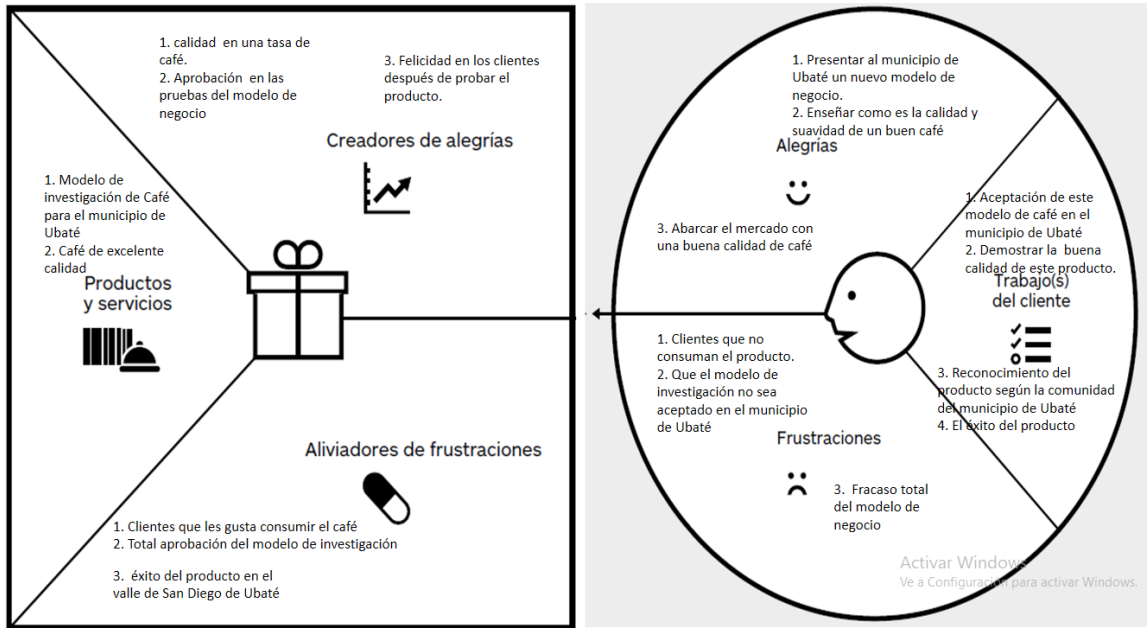 1. calidad en una tasa de
café.
2. Aprobación en las
pruebas del modelo de
negocio
3. Felicidad en los clientes
después de probar el
producto.
Creadores de alegrías
1. Modelo de
investigación de Café
para el municipio de
Ubaté
2. Café de excelente
calidad
Productos
y servicios
Aliviadores de frustraciones
1. Clientes que les gusta consumir el café
2. Total aprobación del modelo de investigación
3. éxito del producto en el
valle de San Diego de Ubaté
1. Presentar al municipio de
Ubaté un nuevo modelo de
negocio.
2. Enseñar como es la calidad y
suavidad de un buen café
Alegrías
3. Abarcar el mercado con
una buena calidad de café
1. Aceptación de este
modelo de café en el
municipio de Ubaté
2. Demostrar la buena
calidad de este producto.
Trabajo(s)
del cliente
3. Reconocimiento del
producto según la comunidad
del municipio de Ubaté
4. El éxito del producto
1. Clientes que no
consuman el producto.
2. Que el modelo de
investigación no sea
aceptado en el municipio
de Ubaté
Frustraciones
3. Fracaso total
del modelo de
negocio
Activar Windows
Ve a Configuración para activar Windows.